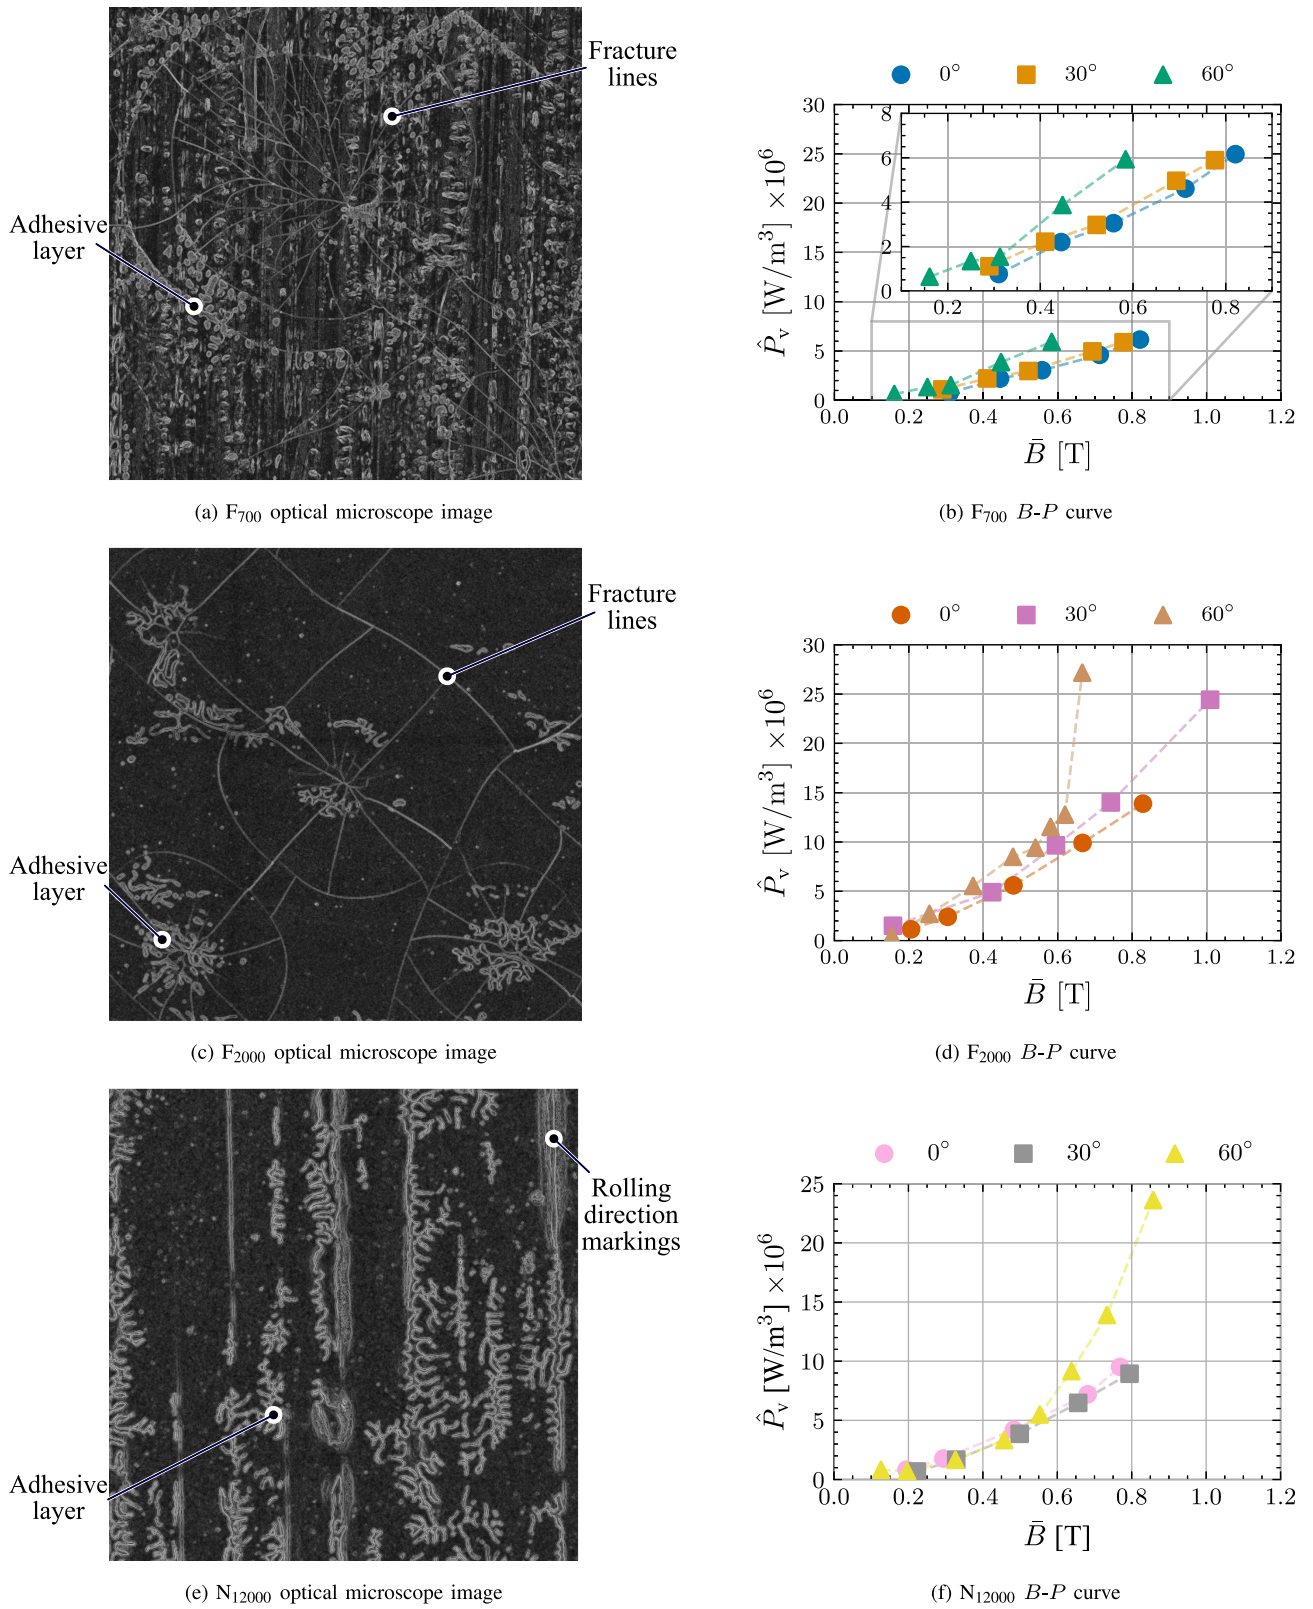 Fracture
lines
Adhesive
layer
(a) F700 optical microscope image
0° 30° 60°
P̂v [W/m³] ×10⁶
30
25
20
15
10
5
0
8
6
4
2
0
0.2 0.4 0.6 0.8
0.0 0.2 0.4 0.6 0.8 1.0 1.2
B̄ [T]
(b) F700 B-P curve
Fracture
lines
Adhesive
layer
(c) F2000 optical microscope image
0° 30° 60°
P̂v [W/m³] ×10⁶
30
25
20
15
10
5
0
0.0 0.2 0.4 0.6 0.8 1.0 1.2
B̄ [T]
(d) F2000 B-P curve
Rolling
direction
markings
Adhesive
layer
(e) N12000 optical microscope image
0° 30° 60°
P̂v [W/m³] ×10⁶
25
20
15
10
5
0
0.0 0.2 0.4 0.6 0.8 1.0 1.2
B̄ [T]
(f) N12000 B-P curve